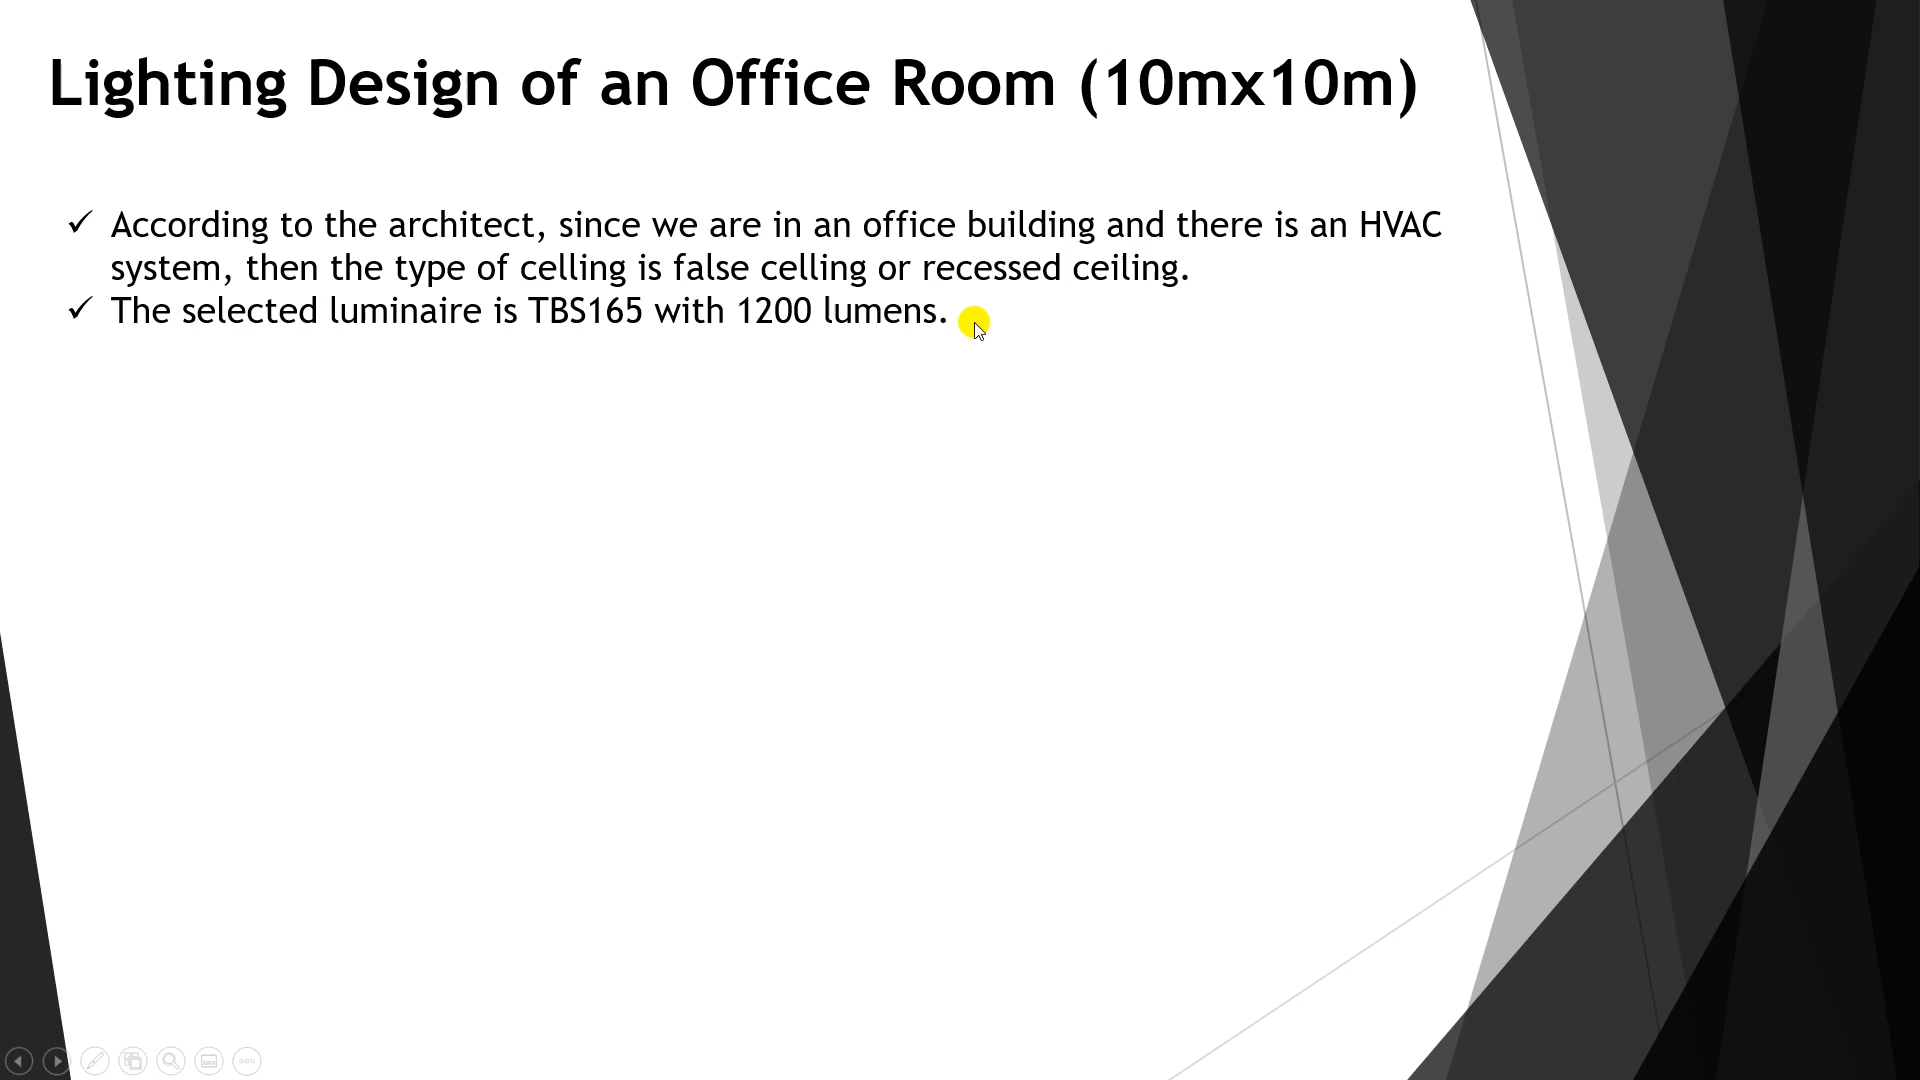 Lighting Design of an Office Room (10mx10m)
✓ According to the architect, since we are in an office building and there is an HVAC
system, then the type of celling is false celling or recessed ceiling.
✓ The selected luminaire is TBS165 with 1200 lumens.